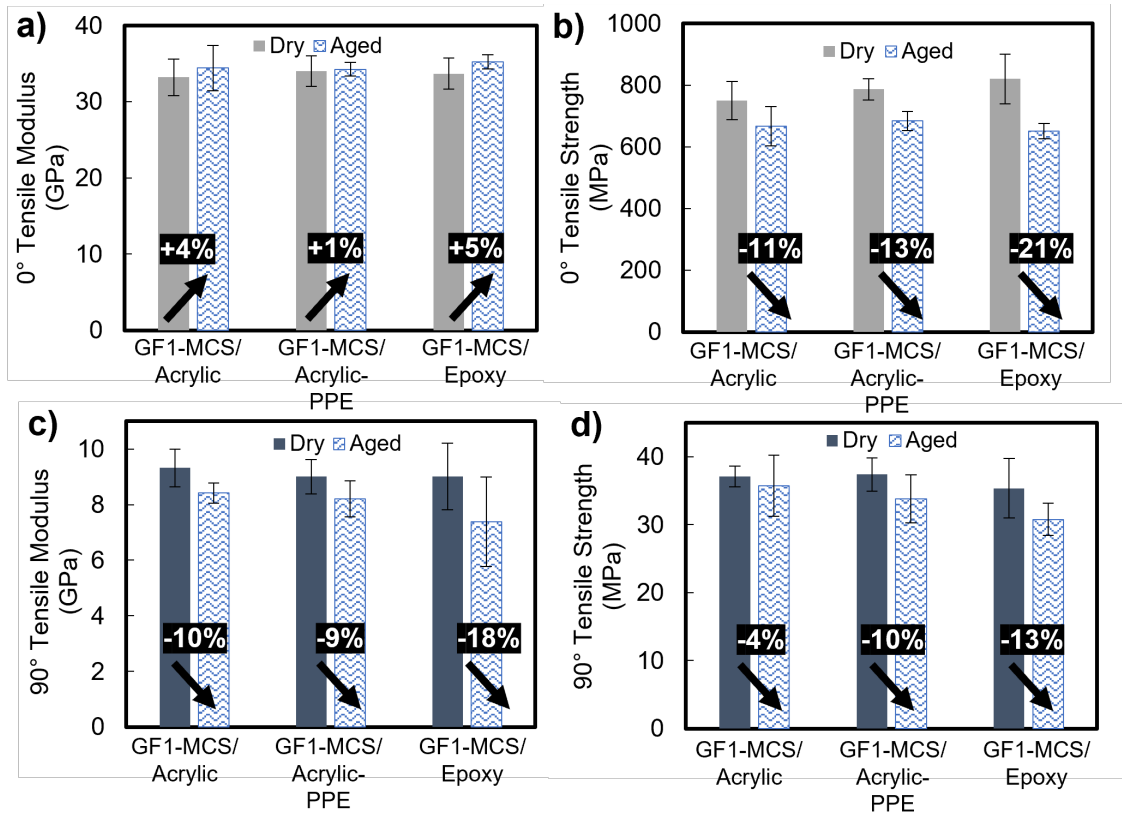 a)
Dry Aged
0° Tensile Modulus
(GPa)
40
30
20
10
0
+4%
+1%
+5%
GF1-MCS/
Acrylic
GF1-MCS/
Acrylic-
PPE
GF1-MCS/
Epoxy
b)
Dry Aged
0° Tensile Strength
(MPa)
1000
800
600
400
200
0
-11%
-13%
-21%
GF1-MCS/
Acrylic
GF1-MCS/
Acrylic-
PPE
GF1-MCS/
Epoxy
c)
Dry Aged
90° Tensile Modulus
(GPa)
10
8
6
4
2
0
-10%
-9%
-18%
GF1-MCS/
Acrylic
GF1-MCS/
Acrylic-
PPE
GF1-MCS/
Epoxy
d)
Dry Aged
90° Tensile Strength
(MPa)
40
30
20
10
0
-4%
-10%
-13%
GF1-MCS/
Acrylic
GF1-MCS/
Acrylic-
PPE
GF1-MCS/
Epoxy